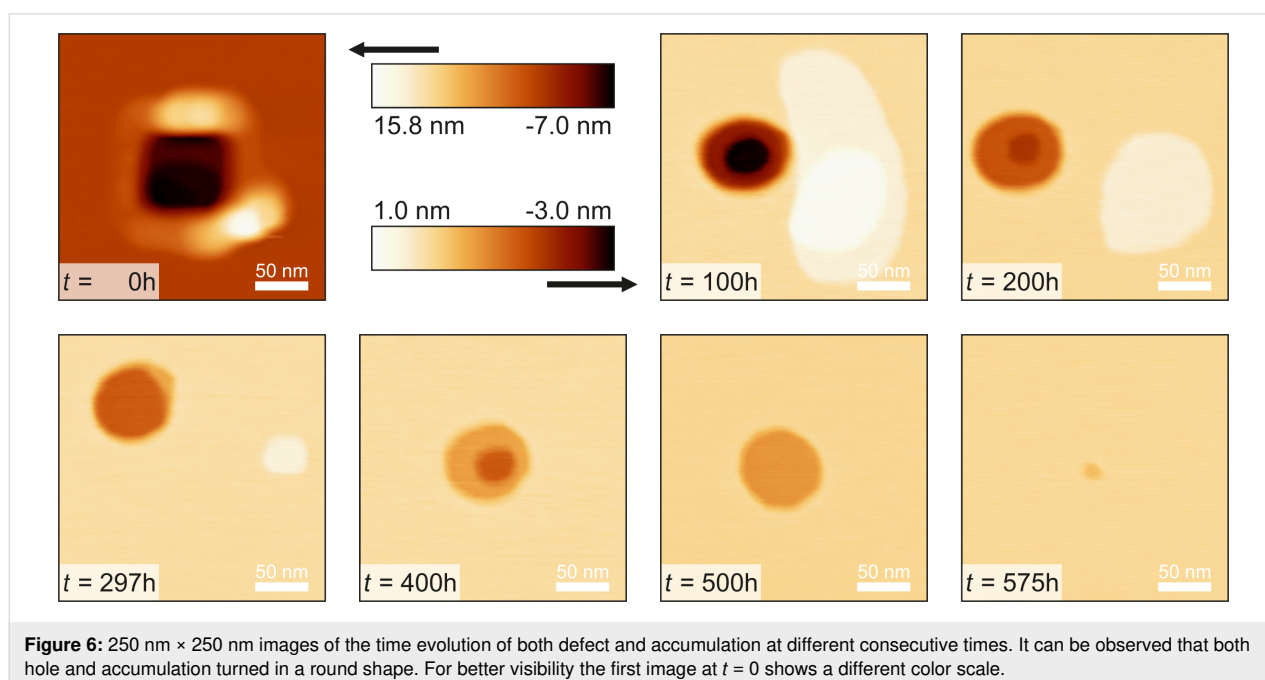 15.8 nm -7.0 nm
1.0 nm -3.0 nm
50 nm
t = 0h
50 nm
t = 100h
50 nm
t = 200h
50 nm
t = 297h
50 nm
t = 400h
50 nm
t = 500h
50 nm
t = 575h
Figure 6: 250 nm × 250 nm images of the time evolution of both defect and accumulation at different consecutive times. It can be observed that both
hole and accumulation turned in a round shape. For better visibility the first image at t = 0 shows a different color scale.